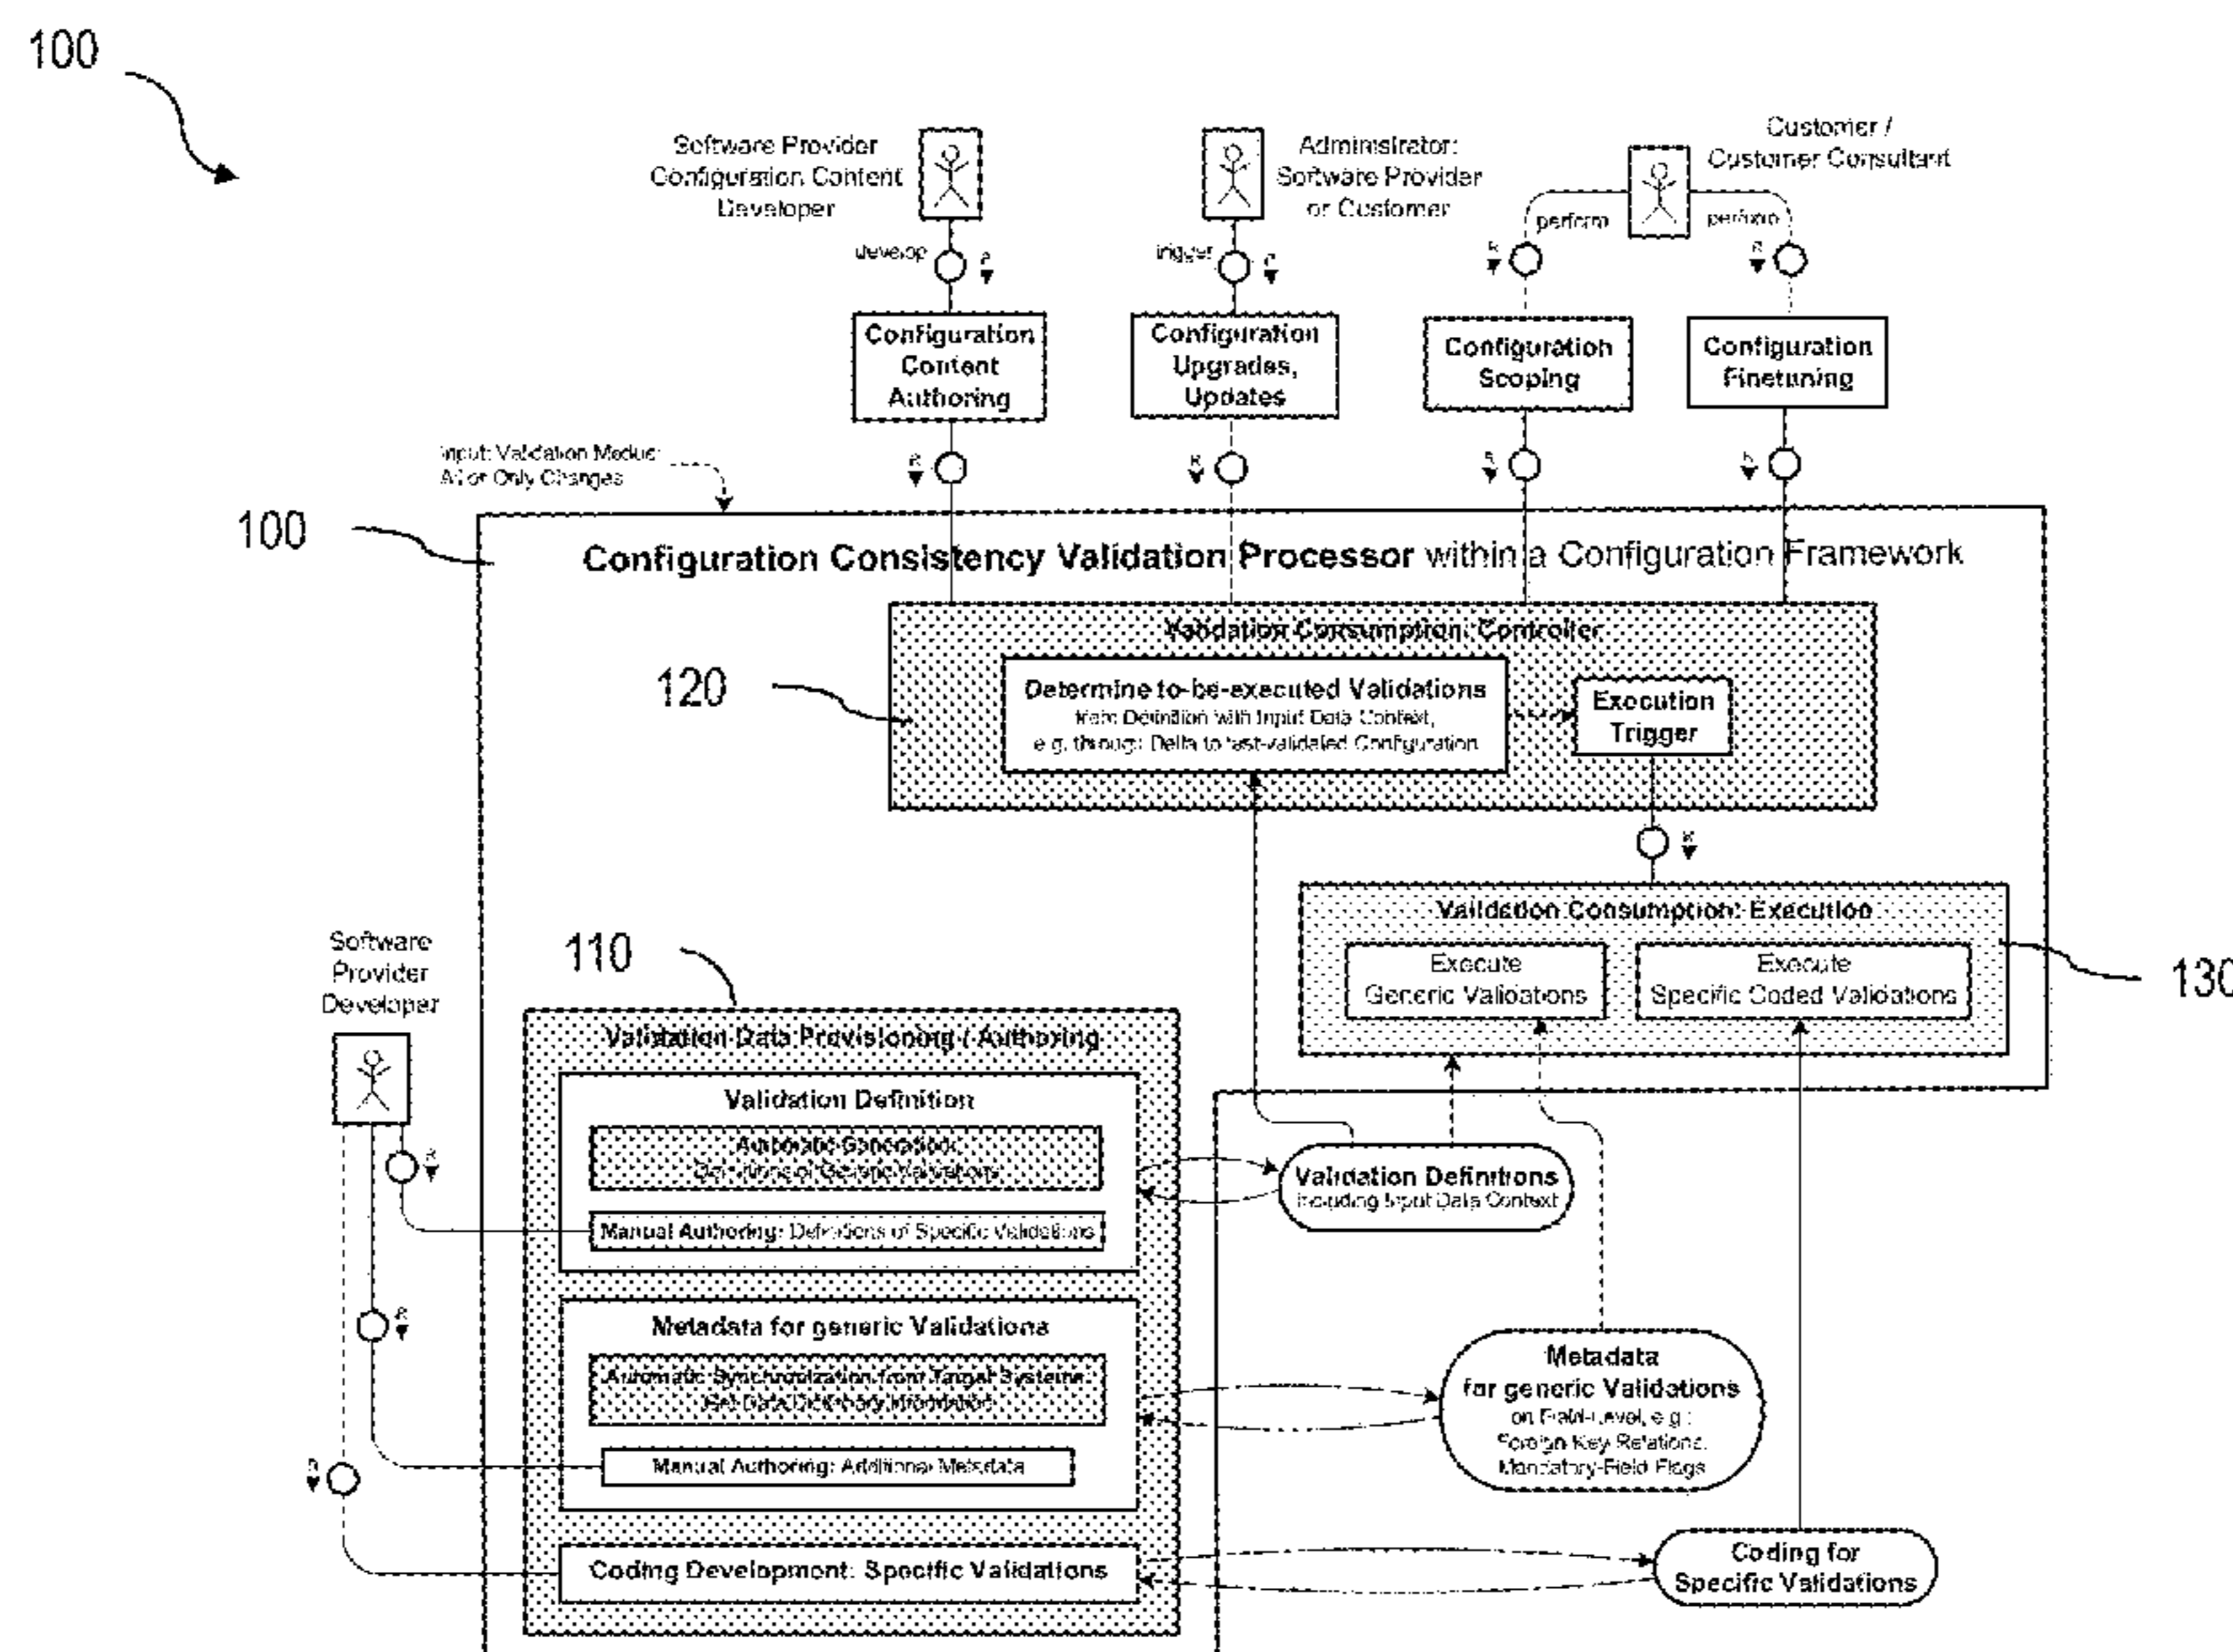 100
Software Provider
Configuration Content
Developer
develop
R
Administrator:
Software Provider
or Customer
trigger
R
Customer /
Customer Consultant
perform
perform
R
R
Configuration
Content
Authoring
Configuration
Upgrades,
Updates
Configuration
Scoping
Configuration
Finetuning
Input: Validation Modus:
All or Only Changes
R
R
R
R
100
Configuration Consistency Validation Processor within a Configuration Framework
Validation Consumption: Controller
120
Determine to-be-executed Validations
from Definition with Input Data Context,
e.g. through Delta to last-validated Configuration
Execution
Trigger
R
Validation Consumption: Execution
Execute
Generic Validations
Execute
Specific Coded Validations
130
Software
Provider
Developer
110
Validation Data Provisioning / Authoring
Validation Definition
Automatic Generation:
Definitions of Generic Validations
Manual Authoring: Definitions of Specific Validations
R
Validation Definitions
including Input Data Context
Metadata for generic Validations
Automatic Synchronization from Target Systems:
Get Data Dictionary Information
Manual Authoring: Additional Metadata
R
Metadata
for generic Validations
on Field-Level, e.g.:
Foreign Key Relations,
Mandatory-Field Flags
R
Coding Development: Specific Validations
Coding for
Specific Validations